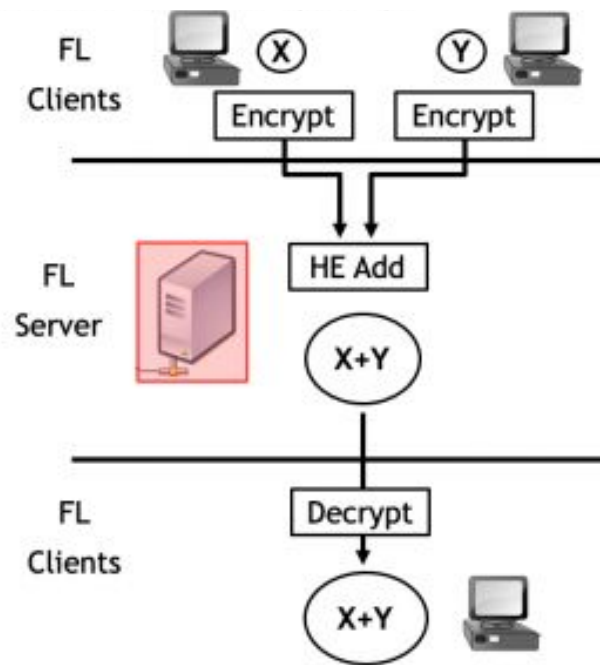 FL
Clients
X
Y
Encrypt
Encrypt
FL
Server
HE Add
X+Y
FL
Clients
Decrypt
X+Y